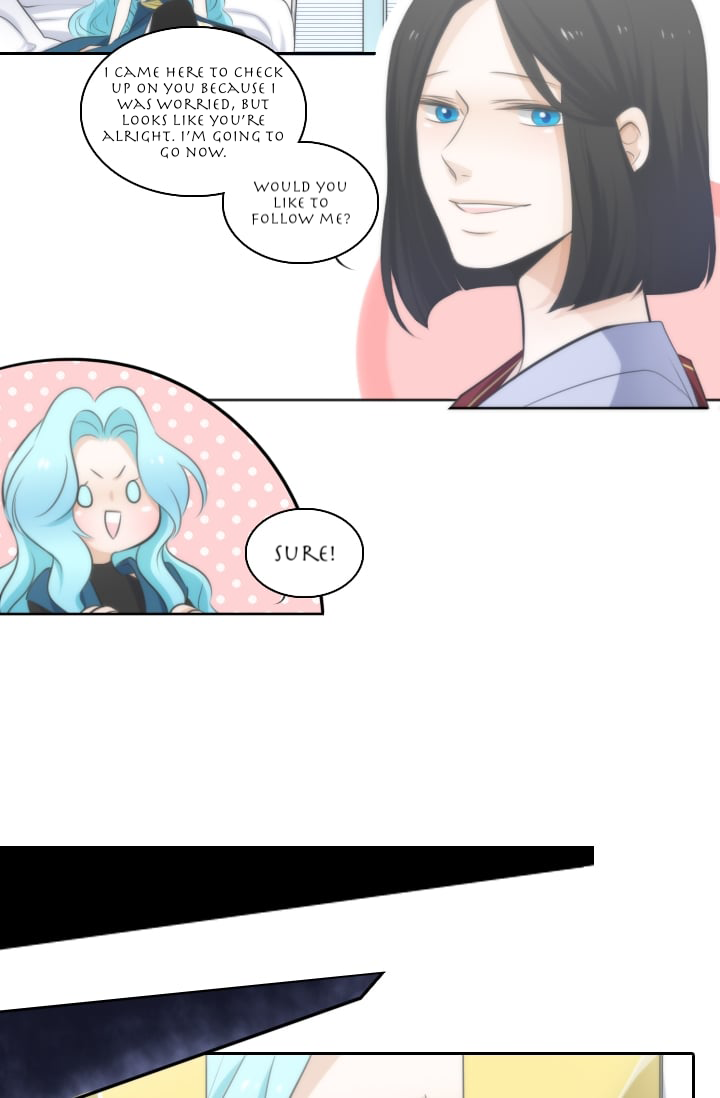 I CAME HERE TO CHECK
UP ON YOU BECAUSE I
WAS WORRIED, BUT
LOOKS LIKE YOU'RE
ALRIGHT. I'M GOING TO
GO NOW.
WOULD YOU
LIKE TO
FOLLOW ME?
SURE!